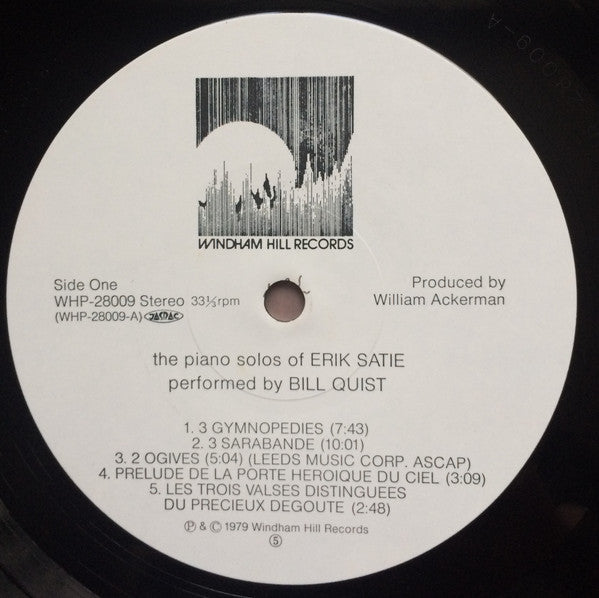 WINDHAM HILL RECORDS
Side One
WHP-28009 Stereo 33⅓rpm
(WHP-28009-A) JASRAC
Produced by
William Ackerman
the piano solos of ERIK SATIE
performed by BILL QUIST
1. 3 GYMNOPEDIES (7:43)
2. 3 SARABANDE (10:01)
3. 2 OGIVES (5:04) (LEEDS MUSIC CORP. ASCAP)
4. PRELUDE DE LA PORTE HEROIQUE DU CIEL (3:09)
5. LES TROIS VALSES DISTINGUEES
DU PRECIEUX DEGOUTE (2:48)
Ⓟ & © 1979 Windham Hill Records
⑤